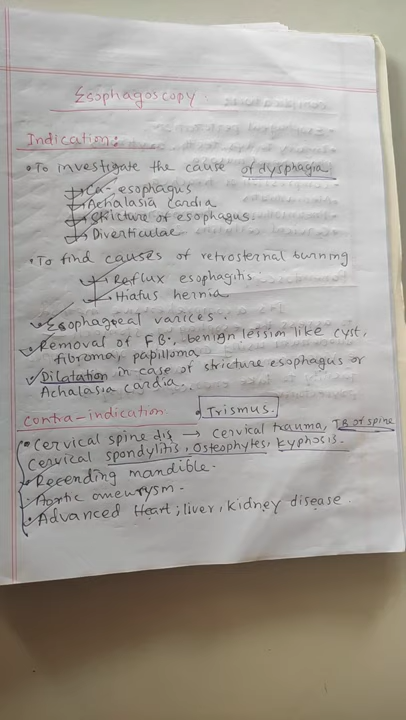 Esophagoscopy.
Indication:
• To investigate the cause of dysphagia
Ca- esophagus
Achalasia cardia
Stricture of esophagus
Diverticulae
• To find causes of retrosternal burning
Reflux esophagitis
Hiatus hernia
Esophageal varices.
Removal of F.B., benign leision like cyst,
fibroma, papilloma
Dilatation in case of stricture esophagus or
Achalasia cardia.
Contra-indication • Trismus.
• Cervical spine dis → Cervical trauma, TB of spine
Cervical spondylitis, Osteophytes, kyphosis.
• Recending mandible.
• Aortic aneurysm.
• Advanced Heart, liver, kidney disease.